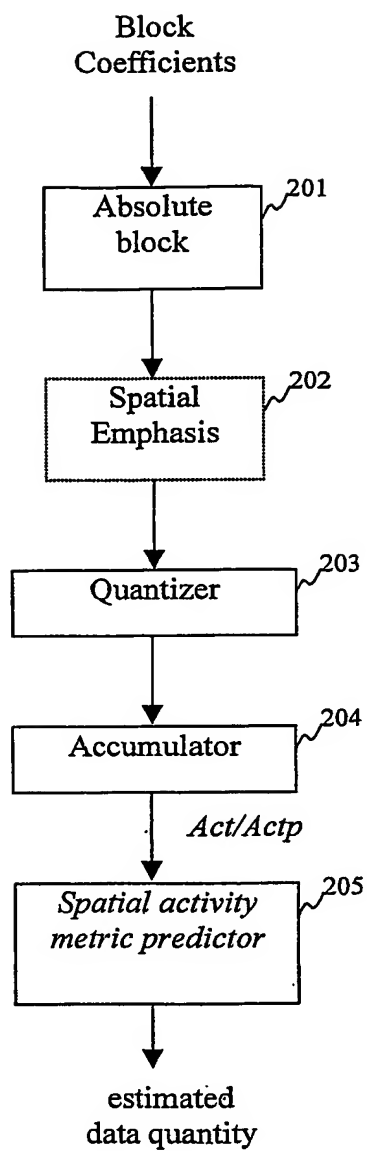 Block
Coefficients
201
Absolute
block
202
Spatial
Emphasis
203
Quantizer
204
Accumulator
Act/Actp
205
Spatial activity
metric predictor
estimated
data quantity